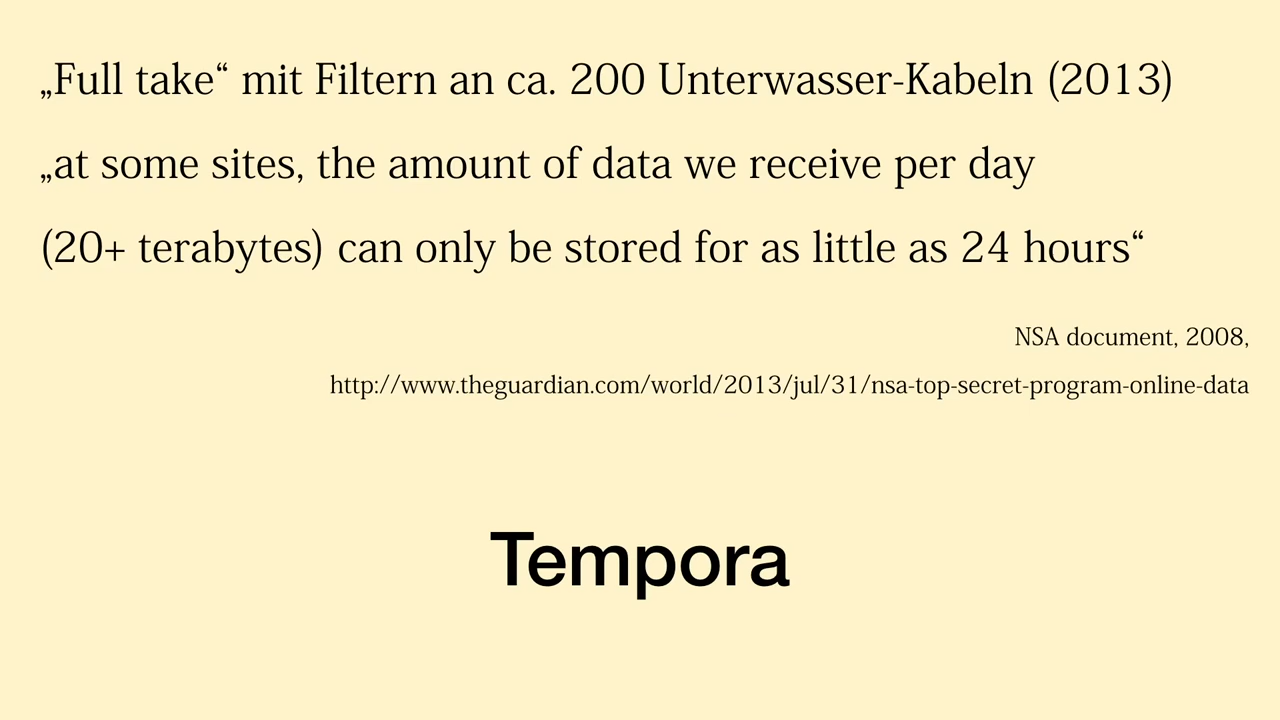 „Full take“ mit Filtern an ca. 200 Unterwasser-Kabeln (2013)
„at some sites, the amount of data we receive per day
(20+ terabytes) can only be stored for as little as 24 hours“
NSA document, 2008,
http://www.theguardian.com/world/2013/jul/31/nsa-top-secret-program-online-data
Tempora